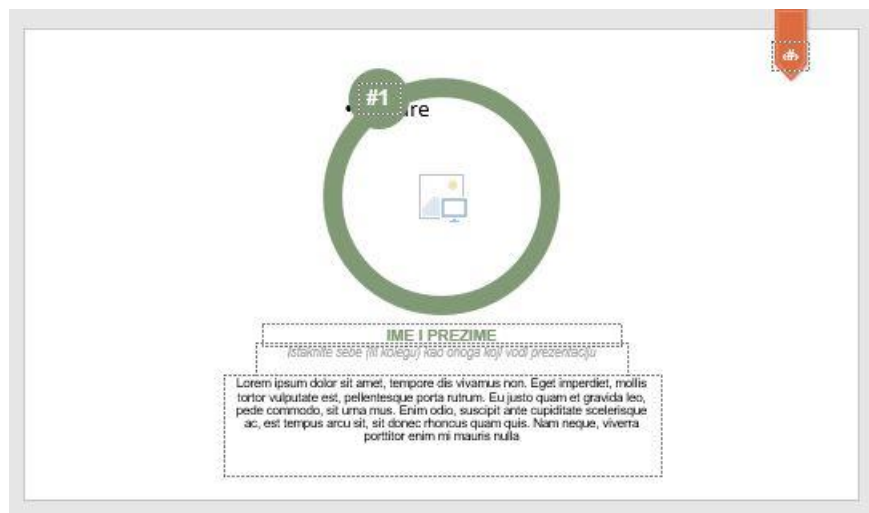 ‹#›
#1
IME I PREZIME
Istaknite sebe (ili kolegu) kao onoga koji vodi prezentaciju
Lorem ipsum dolor sit amet, tempore dis vivamus non. Eget imperdiet, mollis
tortor vulputate est, pellentesque porta rutrum. Eu justo quam et gravida leo,
pede commodo, sit urna mus. Enim odio, suscipit ante cupiditate scelerisque
ac, est tempus arcu sit, sit donec rhoncus quam quis. Nam neque, viverra
porttitor enim mi mauris nulla